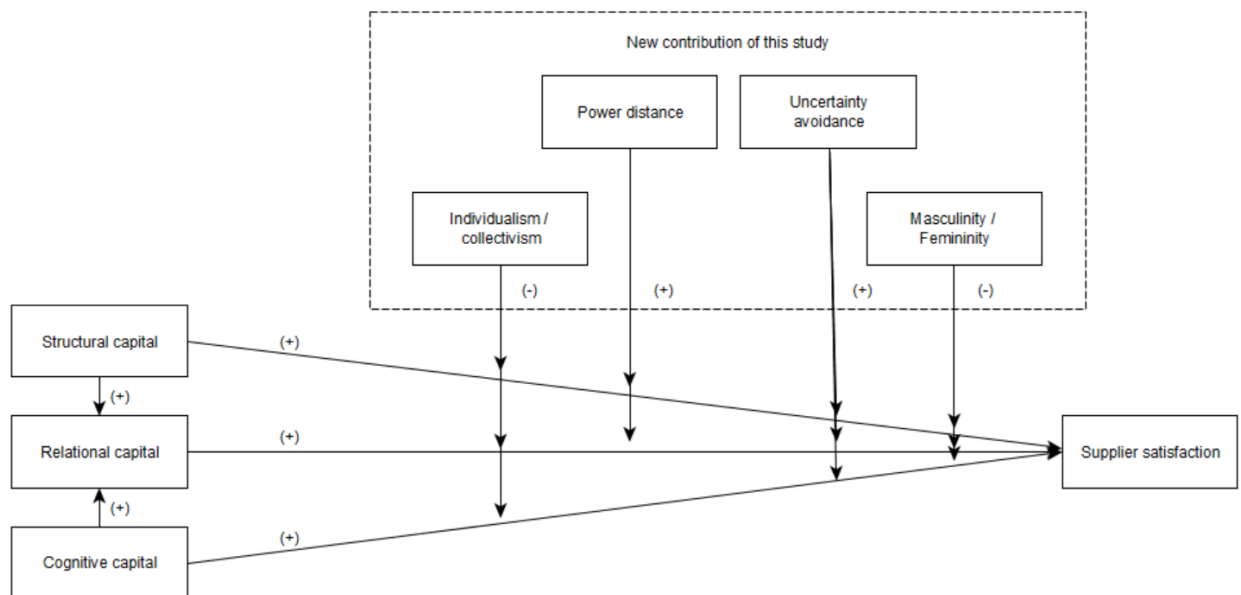 New contribution of this study
Power distance
Uncertainty
avoidance
Individualism /
collectivism
Masculinity /
Femininity
(-)
(+)
(+)
(-)
Structural capital
(+)
(+)
Relational capital
(+)
Supplier satisfaction
(+)
(+)
Cognitive capital